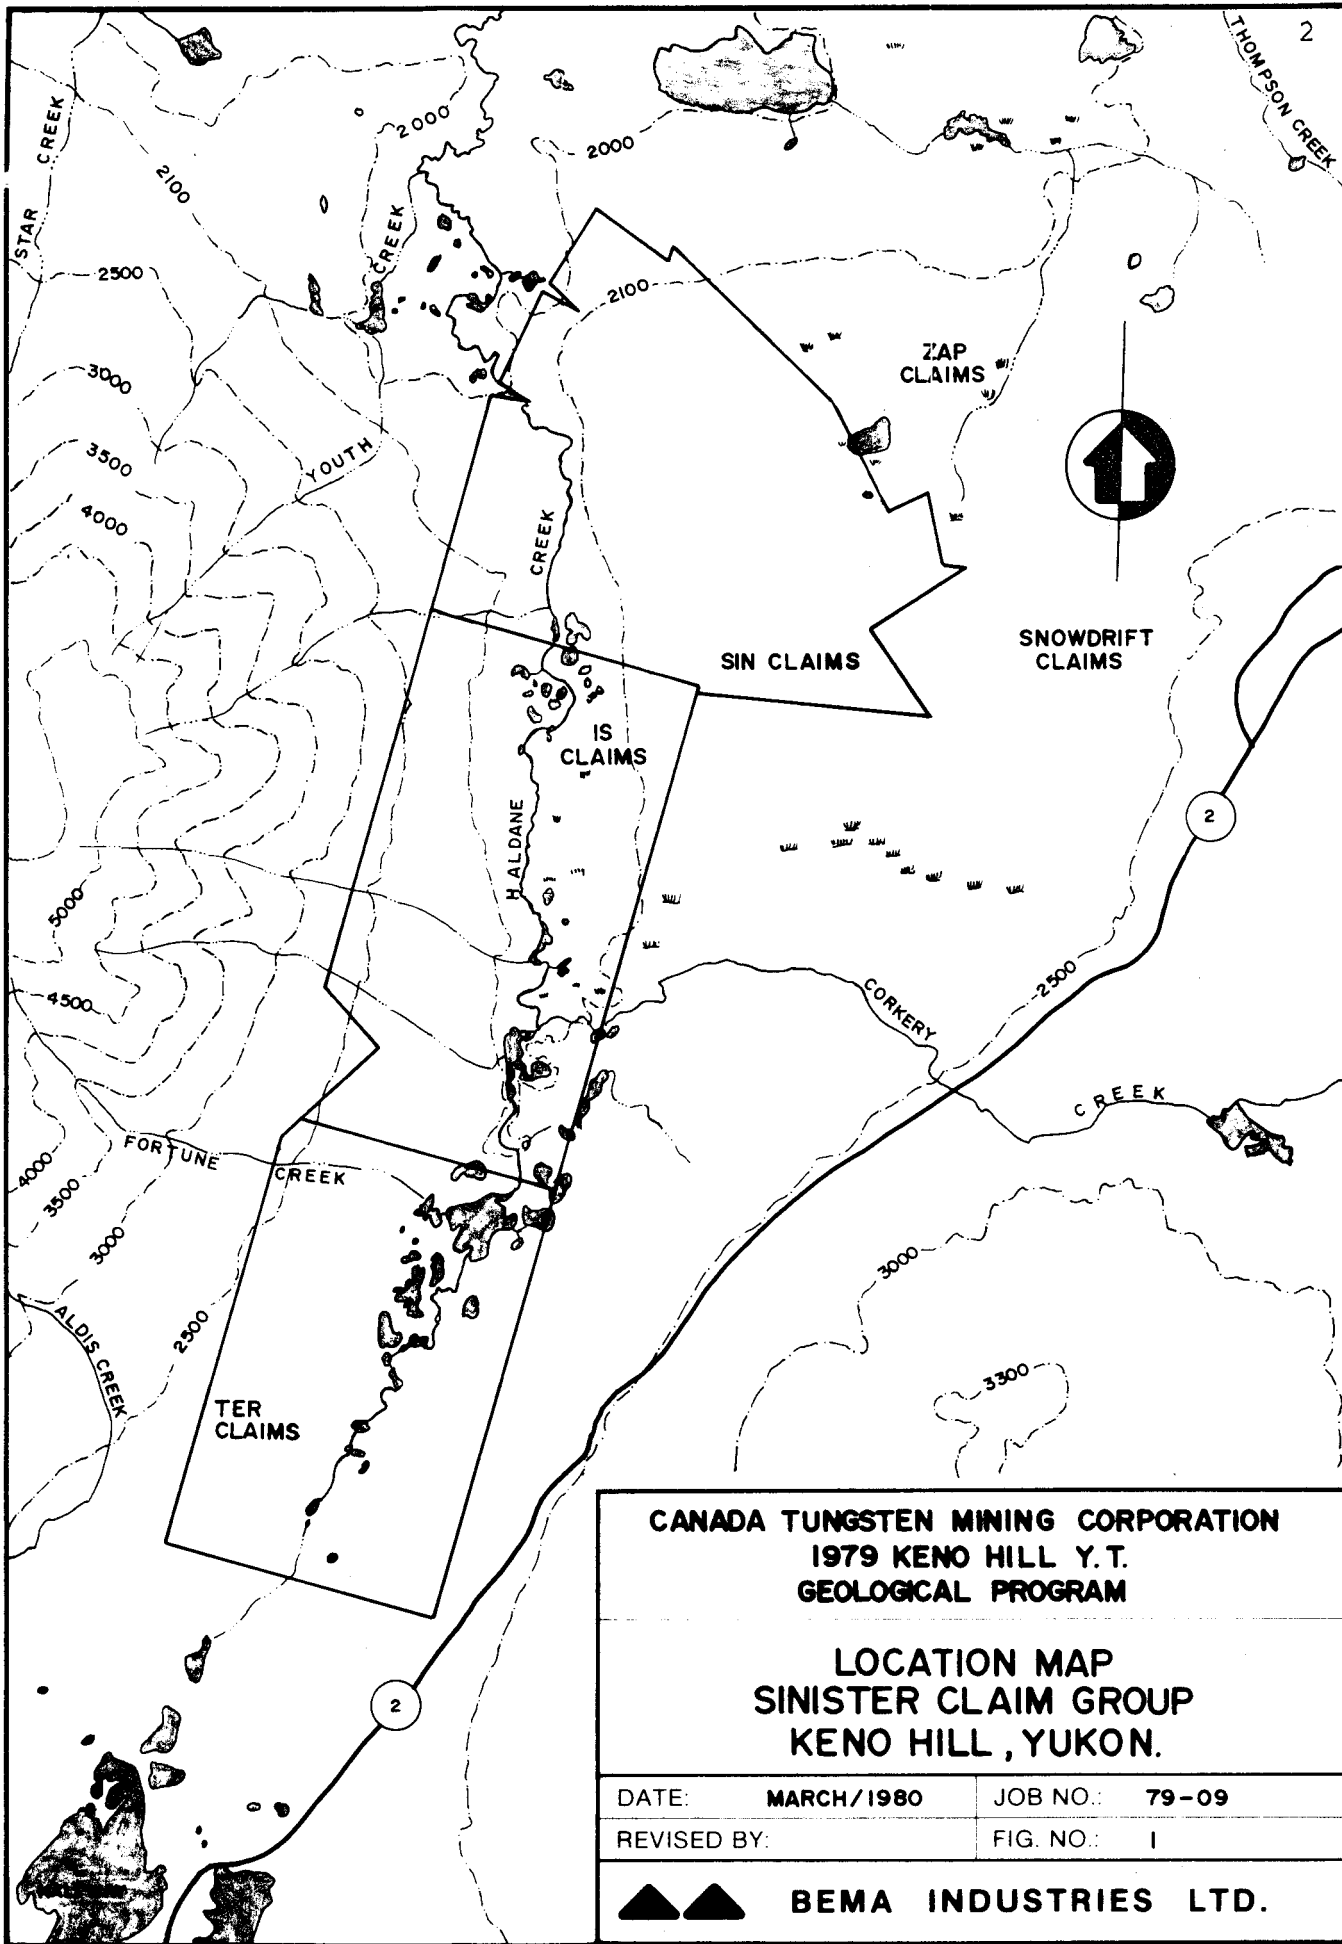 2
THOMPSON CREEK
STAR CREEK
2000
2000
2100
CREEK
2500
2100
ZAP
CLAIMS
3000
3500
YOUTH
4000
CREEK
SIN CLAIMS
SNOWDRIFT
CLAIMS
IS
CLAIMS
HALDANE
2
5000
4500
2500
CORKERY
CREEK
FORTUNE CREEK
4000
3500
3000
3000
ALDIS CREEK
2500
3300
TER
CLAIMS
2
CANADA TUNGSTEN MINING CORPORATION
1979 KENO HILL Y.T.
GEOLOGICAL PROGRAM
LOCATION MAP
SINISTER CLAIM GROUP
KENO HILL, YUKON.
DATE: MARCH/1980 JOB NO.: 79-09
REVISED BY: FIG. NO.: 1
BEMA INDUSTRIES LTD.